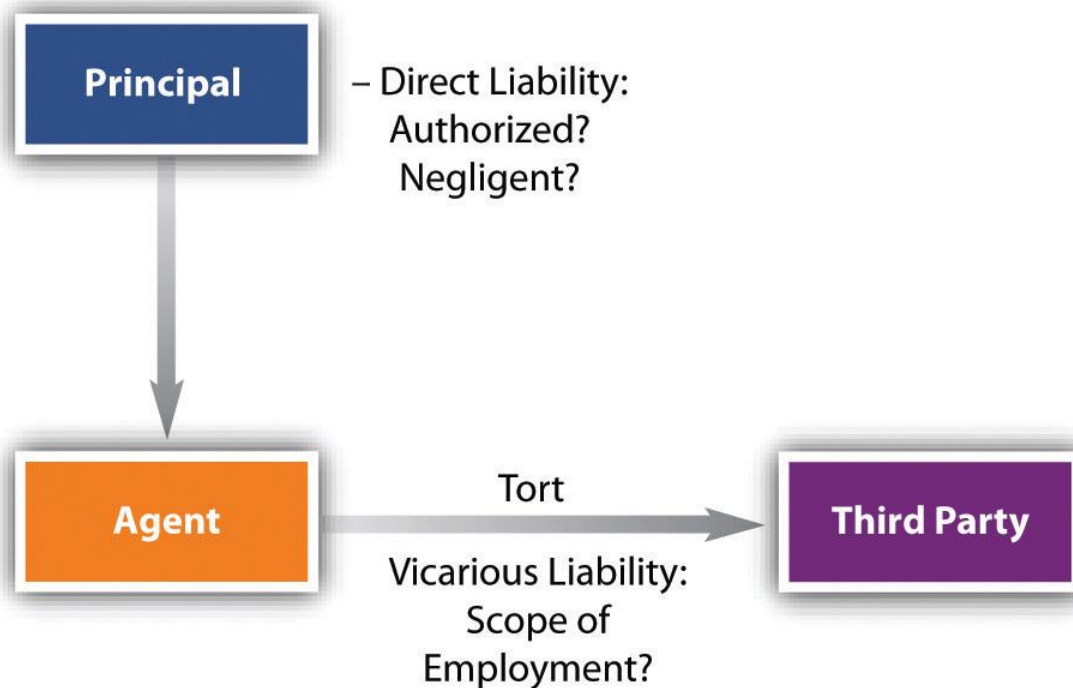 Principal
– Direct Liability:
Authorized?
Negligent?
Agent
Tort
Third Party
Vicarious Liability:
Scope of
Employment?